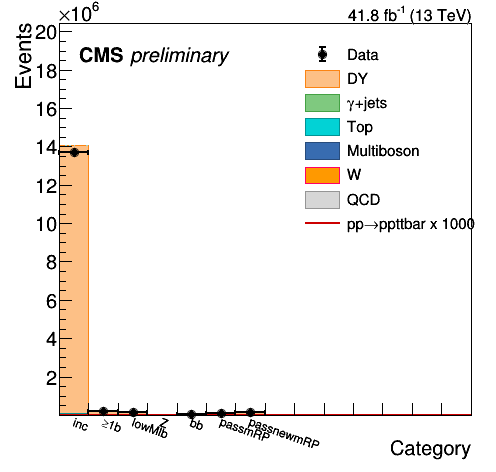 ×10⁶
41.8 fb⁻¹ (13 TeV)
Events
CMS preliminary
20
18
16
14
12
10
8
6
4
2
Data
DY
γ+jets
Top
Multiboson
W
QCD
pp→ppttbar x 1000
inc
≥1b
lowMlb
Z
bb
passmRP
passnewmRP
Category